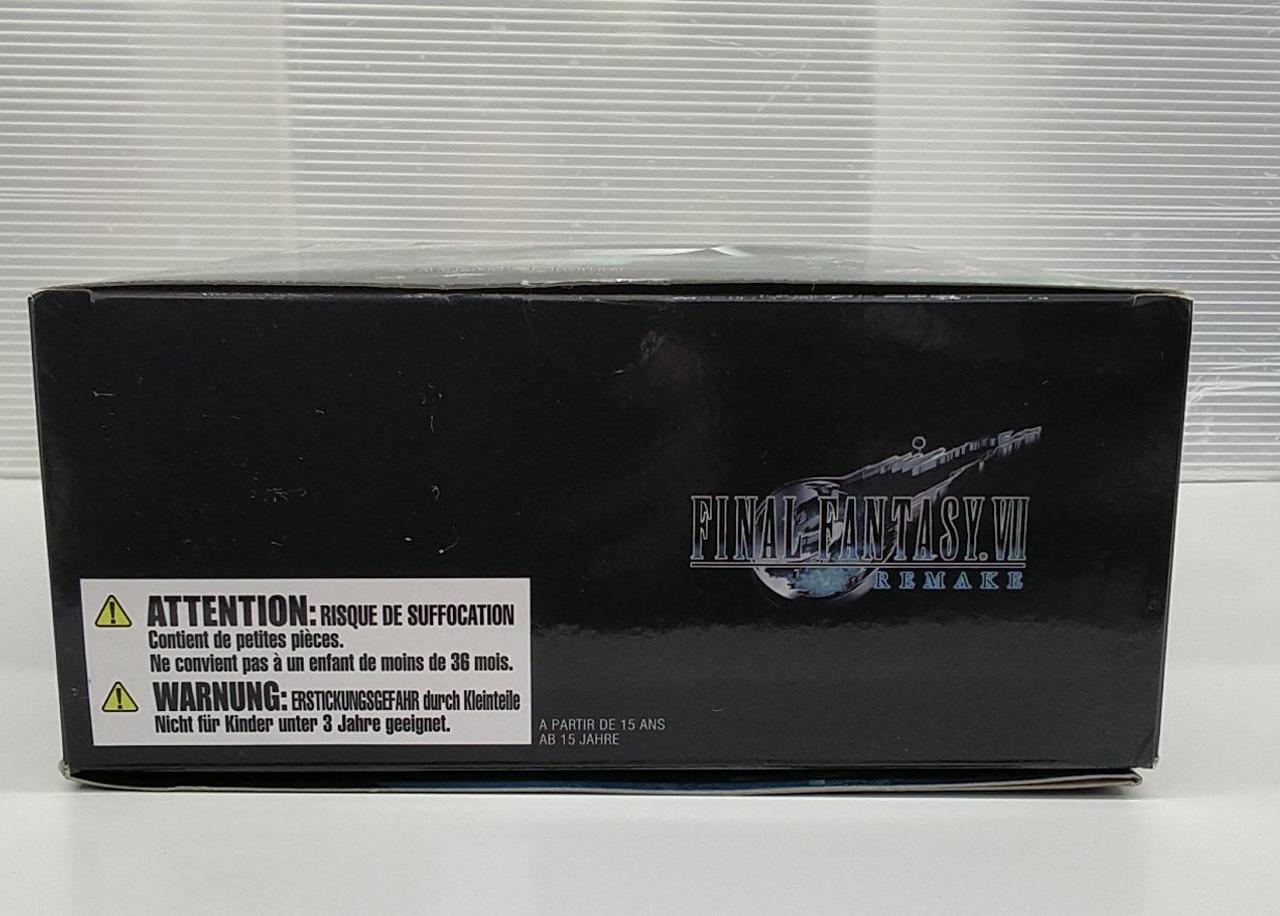 FINAL FANTASY. VII
REMAKE
ATTENTION: RISQUE DE SUFFOCATION
Contient de petites pièces.
Ne convient pas à un enfant de moins de 36 mois.
WARNUNG: ERSTICKUNGSGEFAHR durch Kleinteile
Nicht für Kinder unter 3 Jahre geeignet.
A PARTIR DE 15 ANS
AB 15 JAHRE